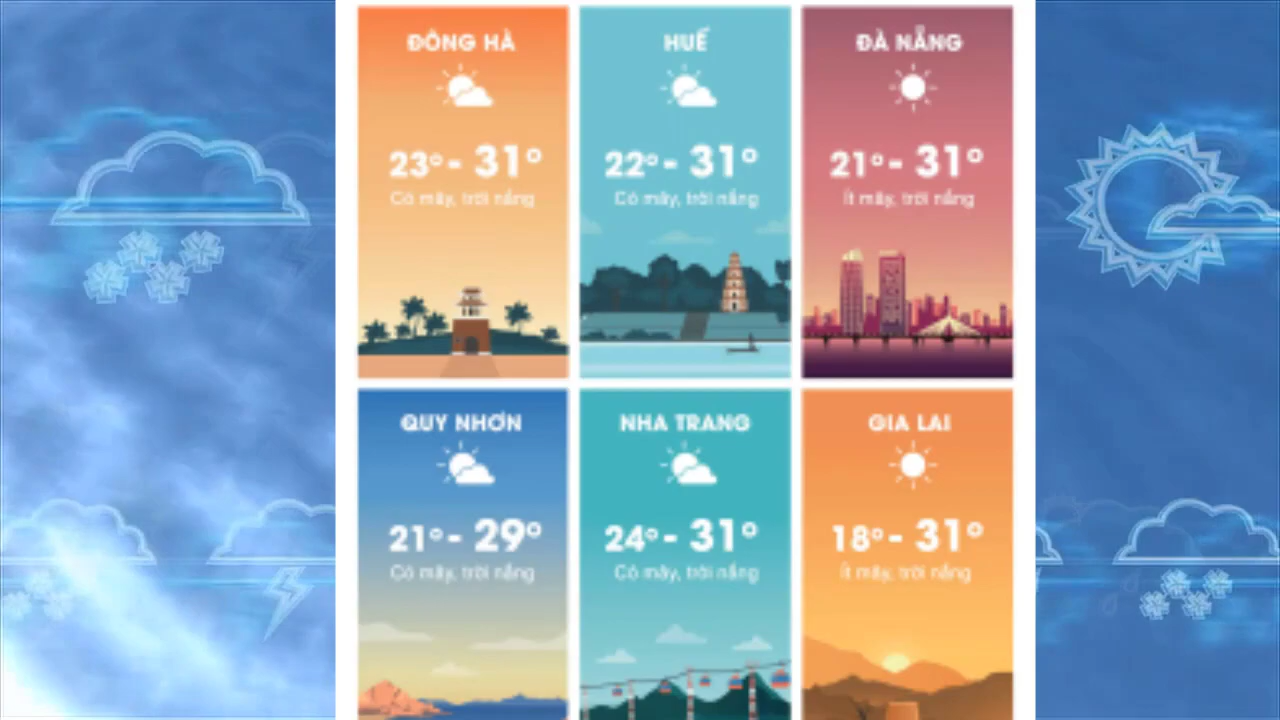 ĐÔNG HÀ
23° - 31°
Có mây, trời nắng
HUẾ
22° - 31°
Có mây, trời nắng
ĐÀ NẴNG
21° - 31°
Ít mây, trời nắng
QUY NHƠN
21° - 29°
Có mây, trời nắng
NHA TRANG
24° - 31°
Có mây, trời nắng
GIA LAI
18° - 31°
Ít mây, trời nắng